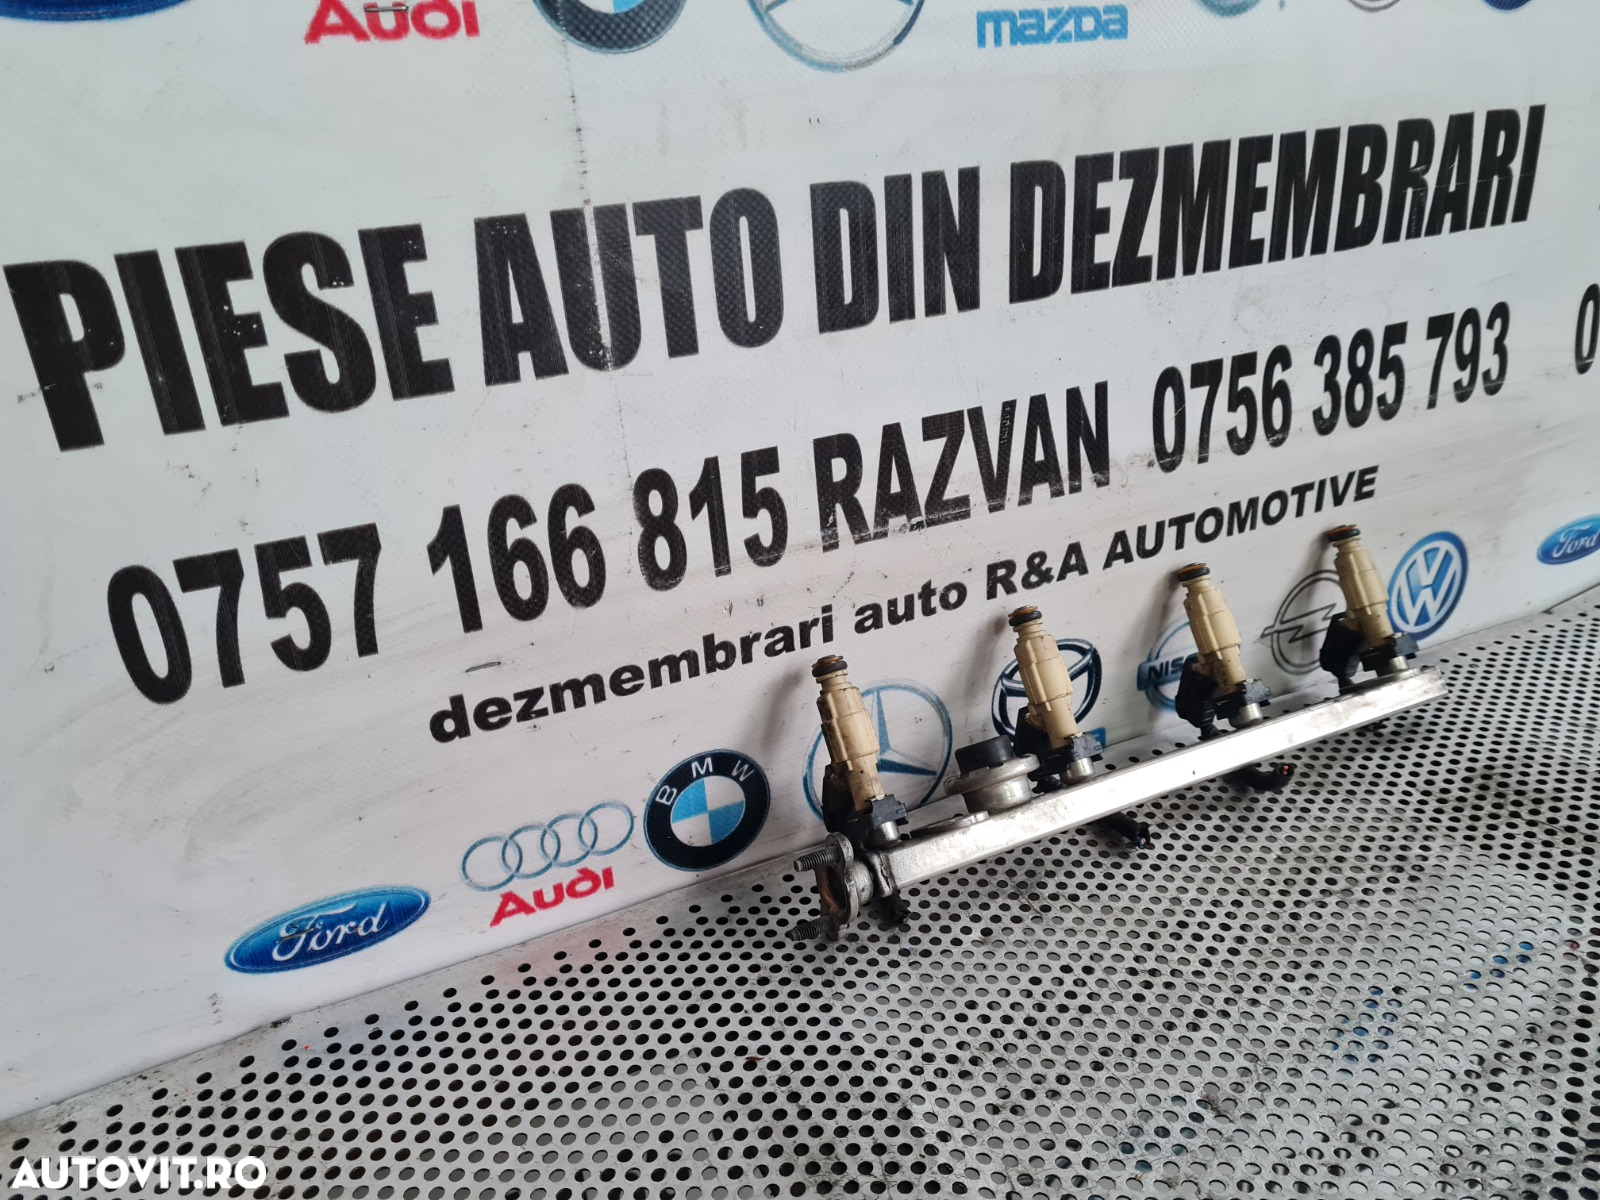 AUDI
mazda
PIESE AUTO DIN DEZMEMBRARI
0757 166 815 RAZVAN 0756 385 793
dezmembrari auto R&A AUTOMOTIVE
Ford
Audi
BMW
Ford
AUTOVIT.RO